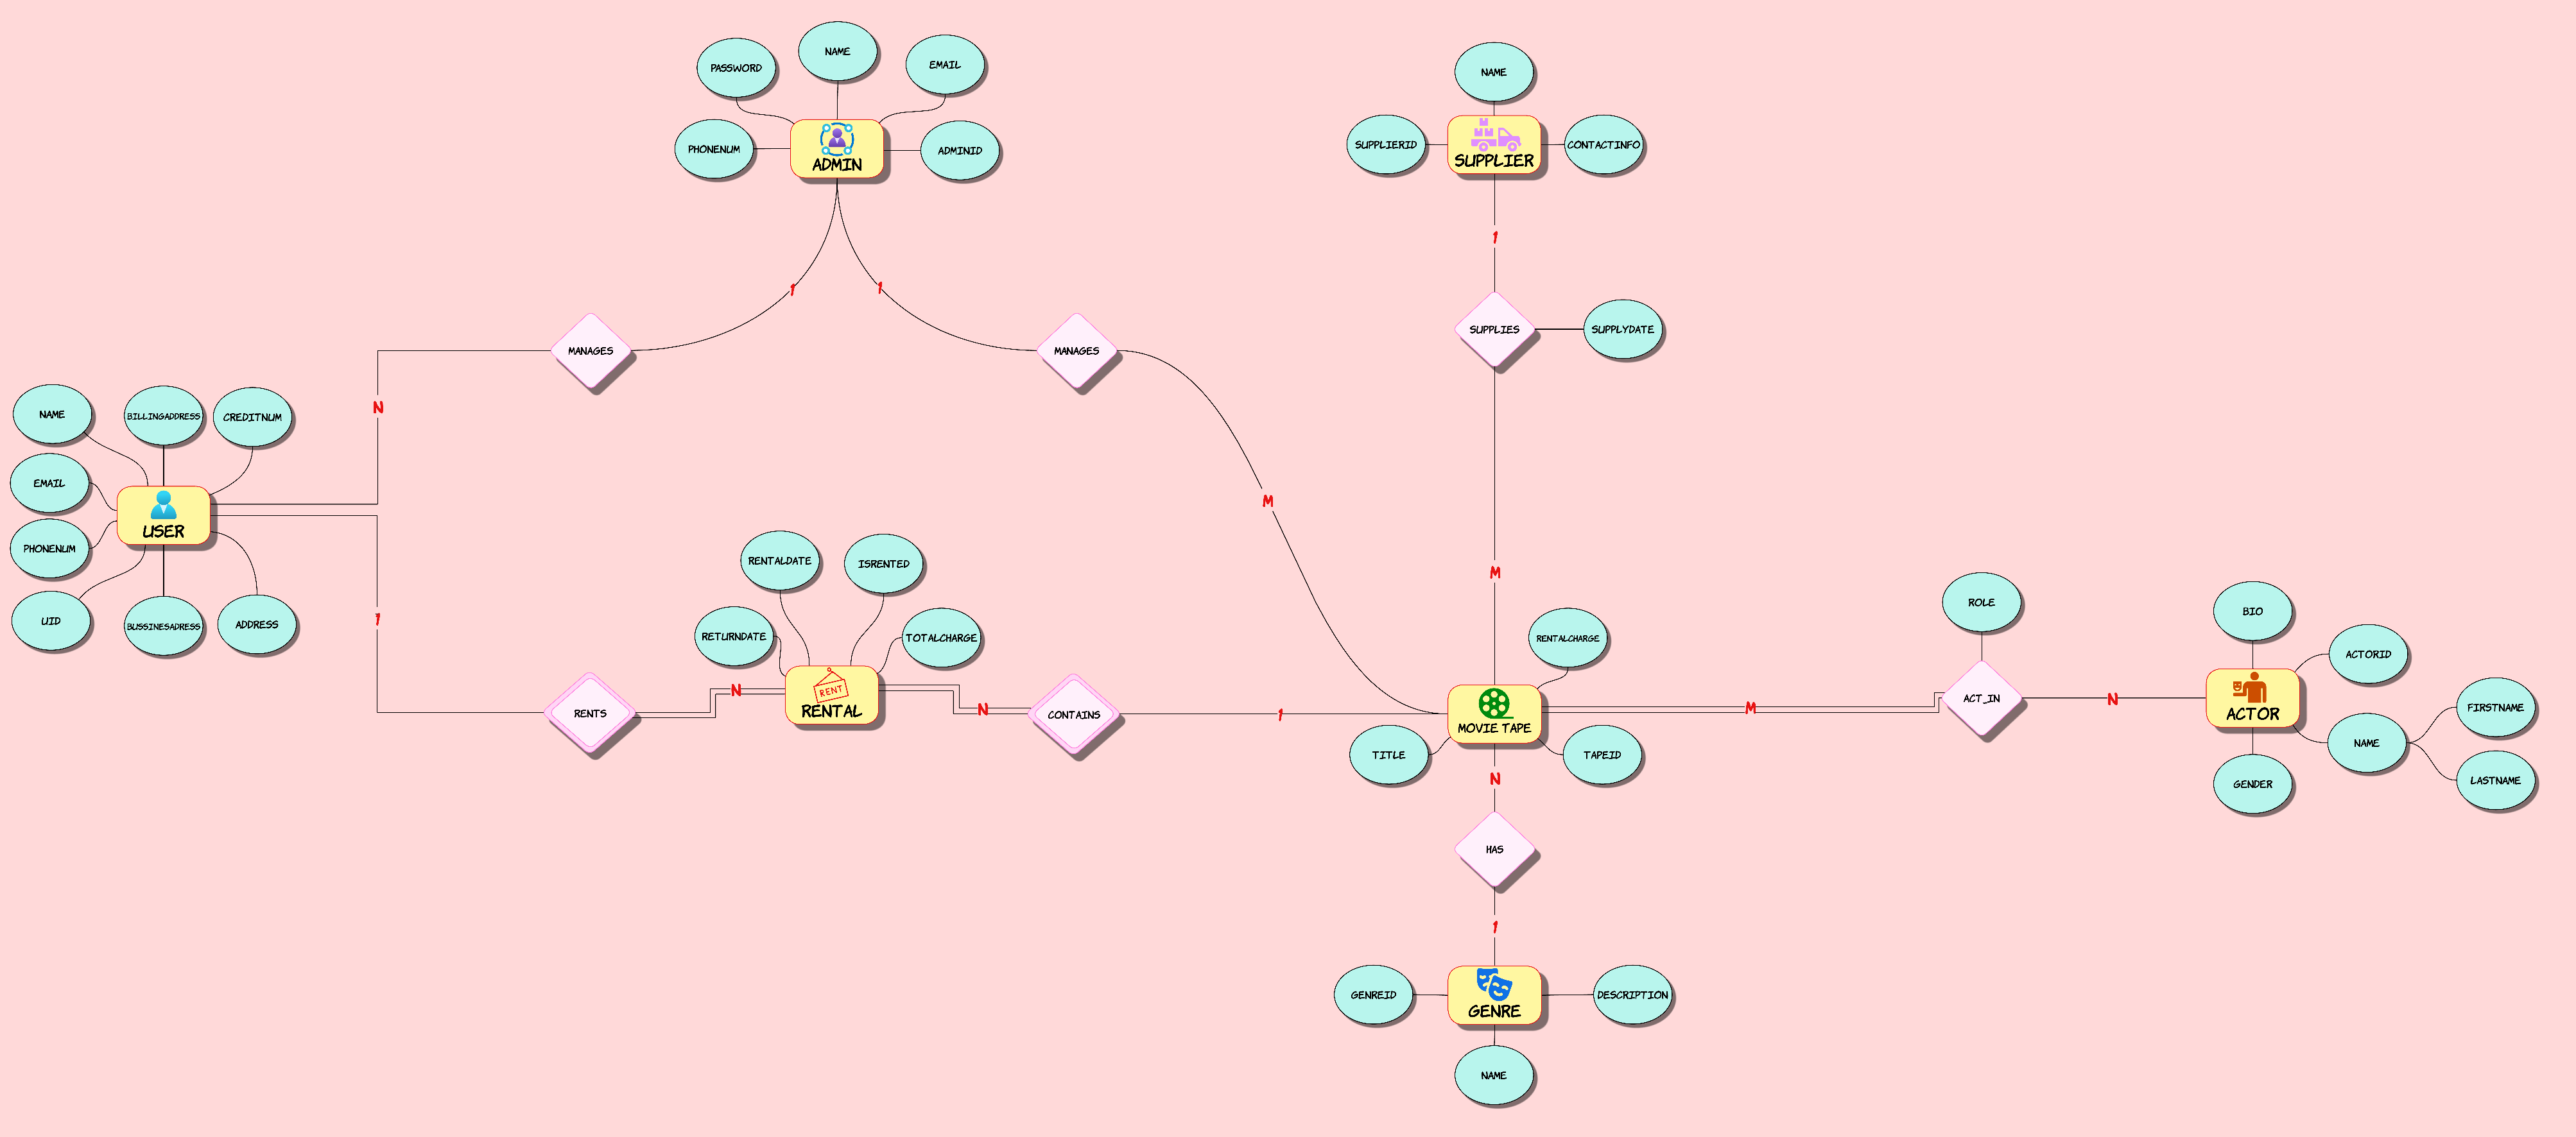 NAME
PASSWORD
EMAIL
PHONENUM
ADMIN
ADMINID
NAME
SUPPLIERID
SUPPLIER
CONTACTINFO
1
1
1
MANAGES
MANAGES
SUPPLIES
SUPPLYDATE
N
M
NAME
BILLINGADDRESS
CREDITNUM
EMAIL
USER
PHONENUM
UID
BUSSINESADRESS
ADDRESS
1
RENTS
N
RENTALDATE
ISRENTED
RETURNDATE
TOTALCHARGE
RENT
RENTAL
N
CONTAINS
1
M
RENTALCHARGE
MOVIE TAPE
TITLE
TAPEID
M
ROLE
ACT_IN
N
BIO
ACTORID
ACTOR
NAME
FIRSTNAME
LASTNAME
GENDER
N
HAS
1
GENREID
GENRE
DESCRIPTION
NAME